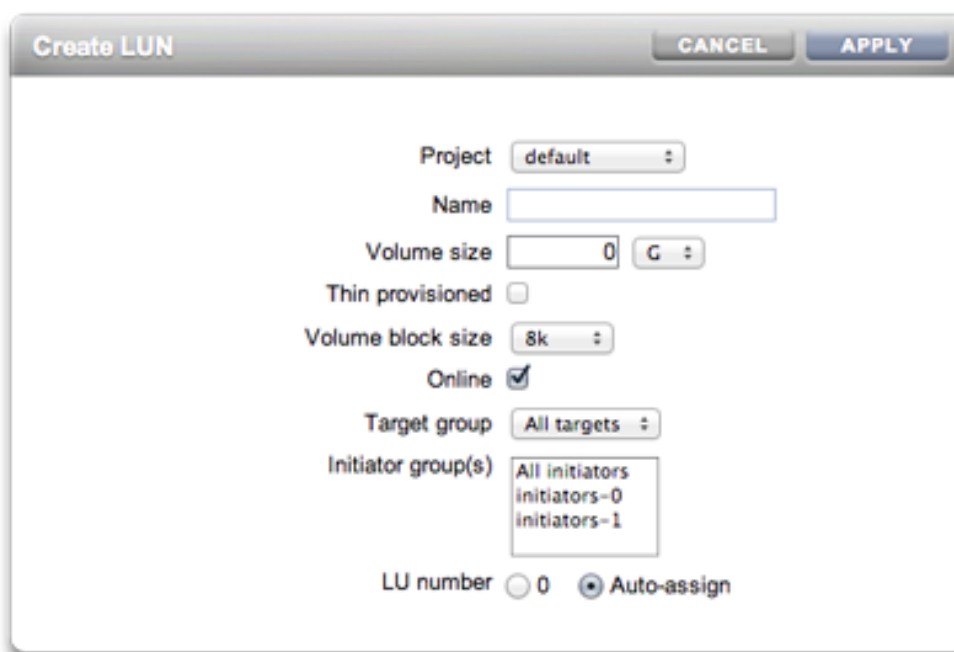 Create LUN CANCEL APPLY
Project default
Name
Volume size 0 G
Thin provisioned
Volume block size 8k
Online
Target group All targets
Initiator group(s) All initiators
initiators-0
initiators-1
LU number 0 Auto-assign